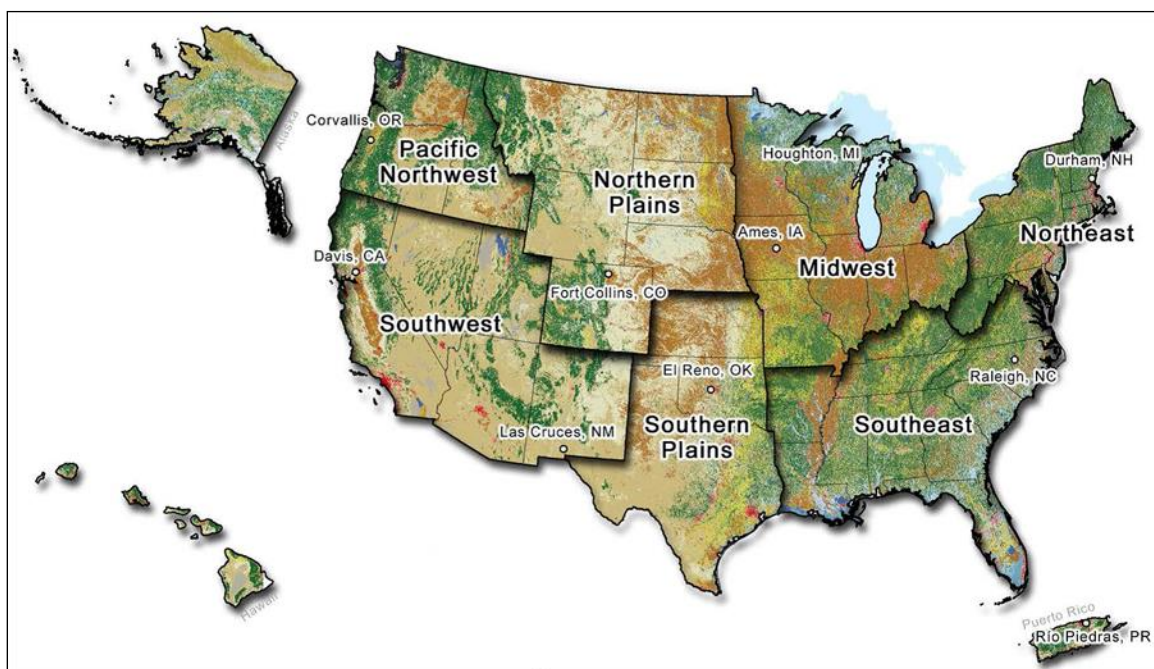 Alaska
Corvallis, OR
Pacific
Northwest
Northern
Plains
Houghton, MI
Durham, NH
Northeast
Ames, IA
Midwest
Davis, CA
Fort Collins, CO
Southwest
El Reno, OK
Raleigh, NC
Las Cruces, NM
Southern
Plains
Southeast
Hawaii
Puerto Rico
Río Piedras, PR